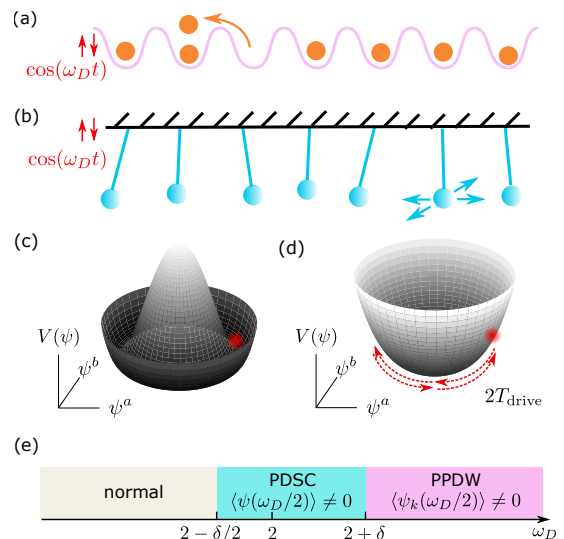 (a)
cos(ω_D t)
(b)
cos(ω_D t)
(c)
(d)
V(ψ)
ψ^b
ψ^a
V(ψ)
ψ^b
ψ^a
2T_drive
(e)
normal
PDSC
⟨ψ(ω_D/2)⟩ ≠ 0
PPDW
⟨ψ_k(ω_D/2)⟩ ≠ 0
2 − δ/2
2
2 + δ
ω_D